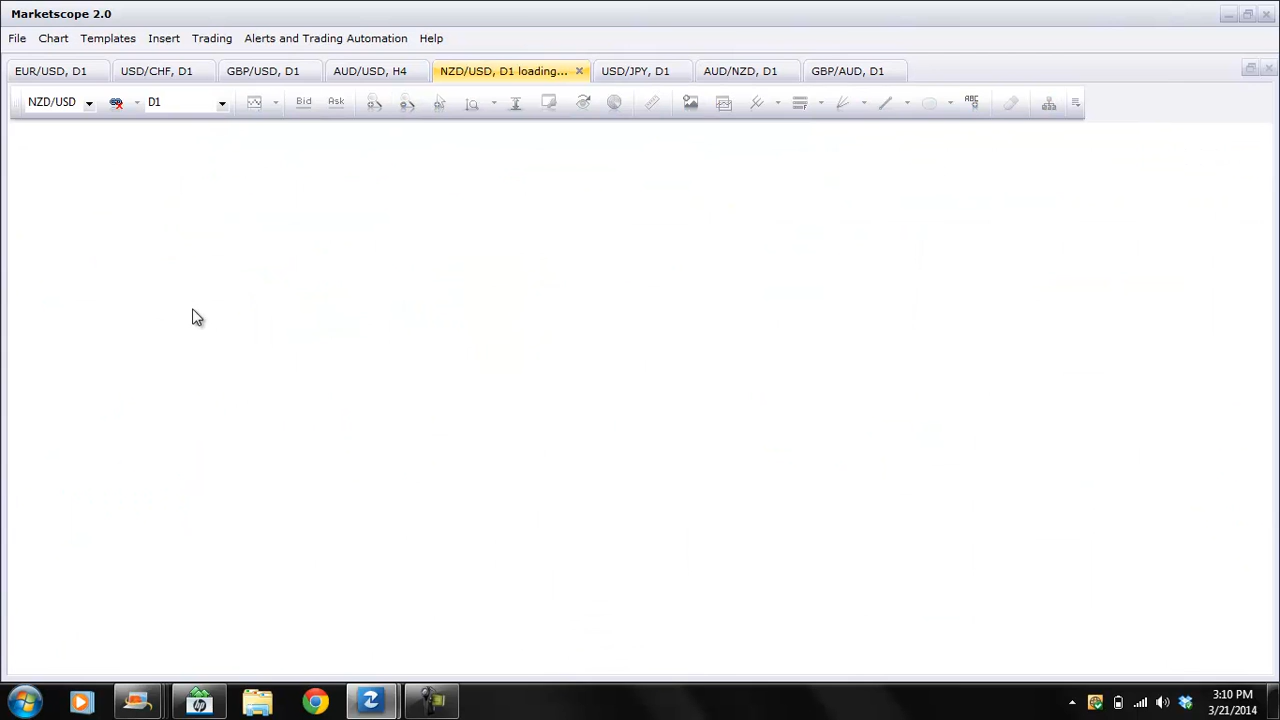 Marketscope 2.0
File Chart Templates Insert Trading Alerts and Trading Automation Help
EUR/USD, D1 USD/CHF, D1 GBP/USD, D1 AUD/USD, H4 NZD/USD, D1 loading... USD/JPY, D1 AUD/NZD, D1 GBP/AUD, D1
NZD/USD D1 Bid Ask ABC
hp
3:10 PM
3/21/2014